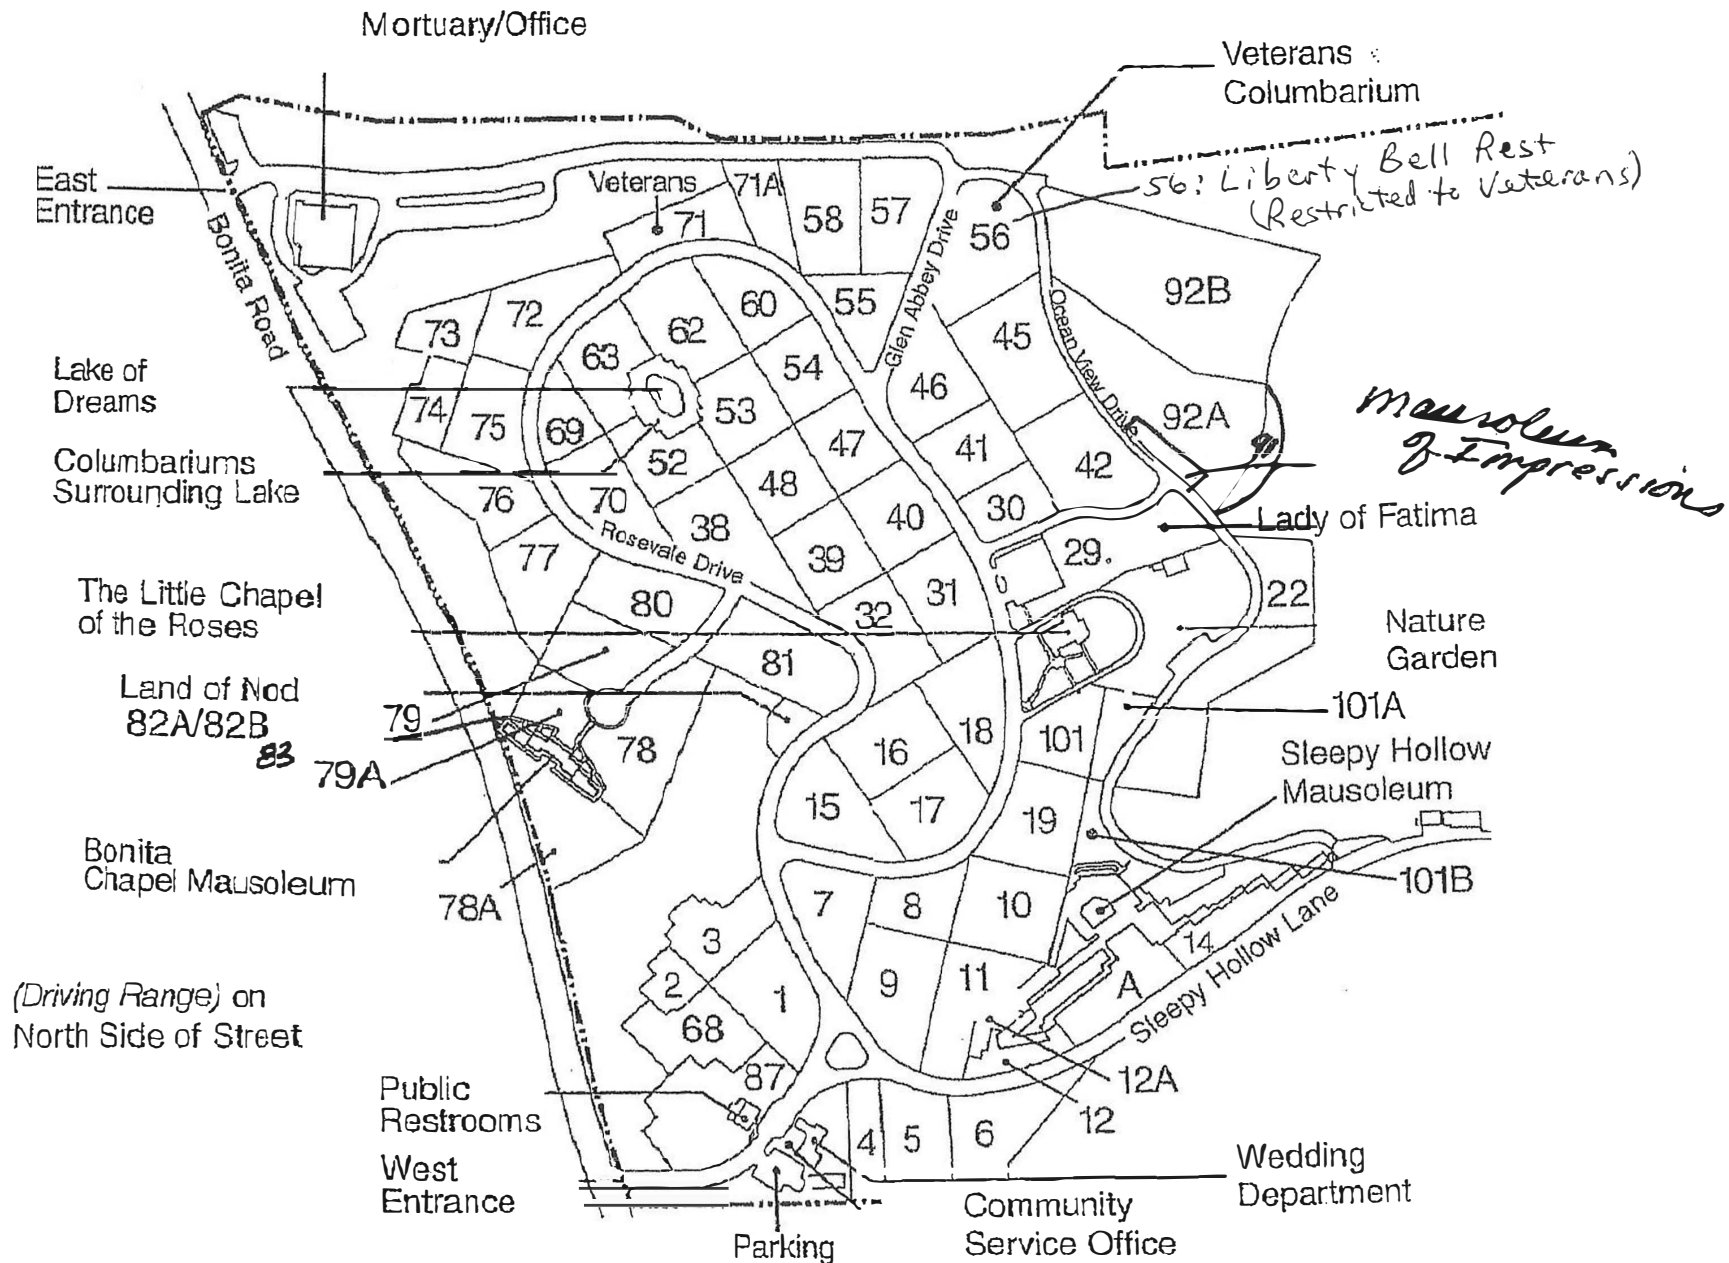 Mortuary/Office
Veterans
Columbarium
56: Liberty Bell Rest
(Restricted to Veterans)
East
Entrance
Bonita Road
Veterans
71A
71
58
57
56
Glen Abbey Drive
Ocean View Drive
92B
92A
Mausoleum
of Impressions
73
72
63
62
60
55
45
54
46
Lake of
Dreams
74
75
69
53
47
41
42
Columbariums
Surrounding Lake
52
48
76
70
38
40
30
Lady of Fatima
Rosevale Drive
77
39
29.
31
22
The Little Chapel
of the Roses
80
32
Nature
Garden
81
Land of Nod
82A/82B
83
79
79A
78
16
18
101
101A
Sleepy Hollow
Mausoleum
15
17
19
Bonita
Chapel Mausoleum
78A
101B
7
8
10
3
14
2
1
9
11
A
Sleepy Hollow Lane
(Driving Range) on
North Side of Street
68
87
12A
12
Public
Restrooms
4
5
6
West
Entrance
Wedding
Department
Community
Service Office
Parking